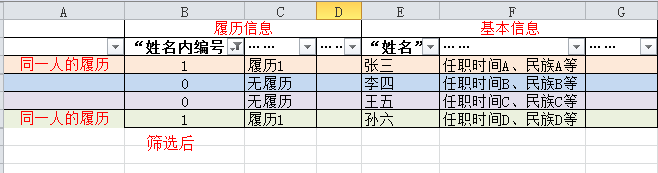 A B C D E F G
履历信息 基本信息
“姓名内编号 …… …… “姓名” …… ……
同一人的履历 1 履历1 张三 任职时间A、民族A等
0 无履历 李四 任职时间B、民族B等
0 无履历 王五 任职时间C、民族C等
同一人的履历 1 履历1 孙六 任职时间D、民族D等
筛选后